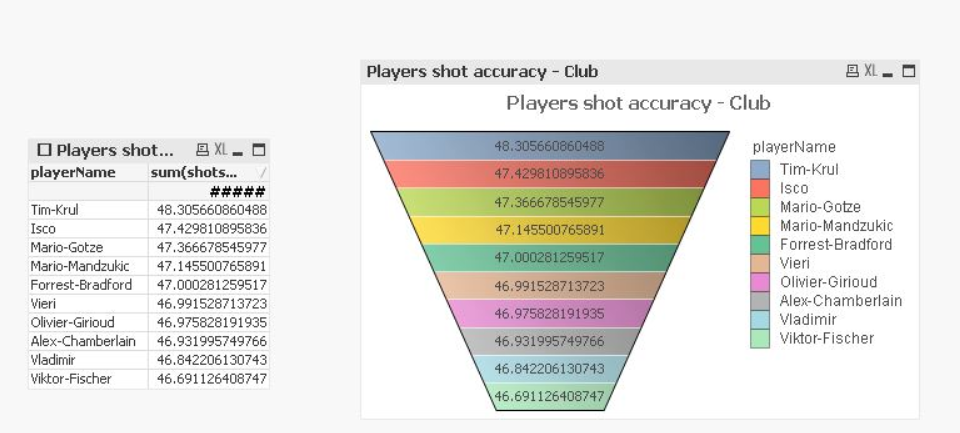 Players shot... XL
playerName sum(shots...
#####
Tim-Krul 48.305660860488
Isco 47.429810895836
Mario-Gotze 47.366678545977
Mario-Mandzukic 47.145500765891
Forrest-Bradford 47.000281259517
Vieri 46.991528713723
Olivier-Girioud 46.975828191935
Alex-Chamberlain 46.931995749766
Vladimir 46.842206130743
Viktor-Fischer 46.691126408747
Players shot accuracy - Club XL
Players shot accuracy - Club
48.305660860488
47.429810895836
47.366678545977
47.145500765891
47.000281259517
46.991528713723
46.975828191935
46.931995749766
46.842206130743
46.691126408747
playerName
Tim-Krul
Isco
Mario-Gotze
Mario-Mandzukic
Forrest-Bradford
Vieri
Olivier-Girioud
Alex-Chamberlain
Vladimir
Viktor-Fischer